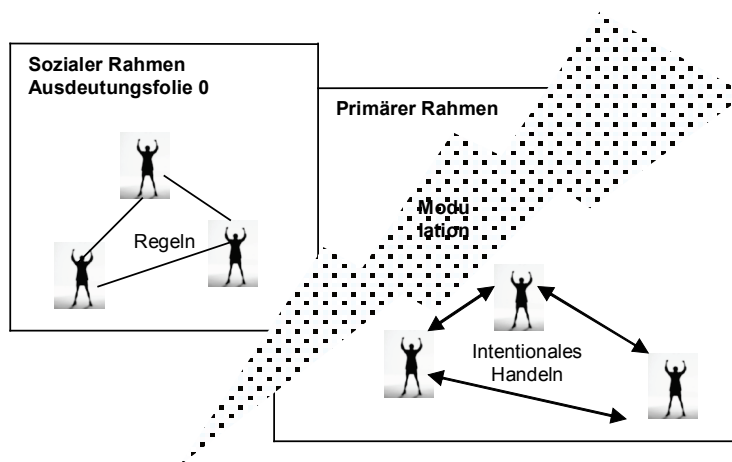 Sozialer Rahmen
Ausdeutungsfolie 0
Primärer Rahmen
Regeln
Modu
lation
Intentionales
Handeln